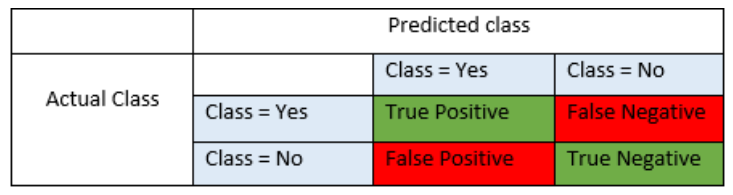 Predicted class
Actual Class
Class = Yes Class = No
Class = Yes True Positive False Negative
Class = No False Positive True Negative